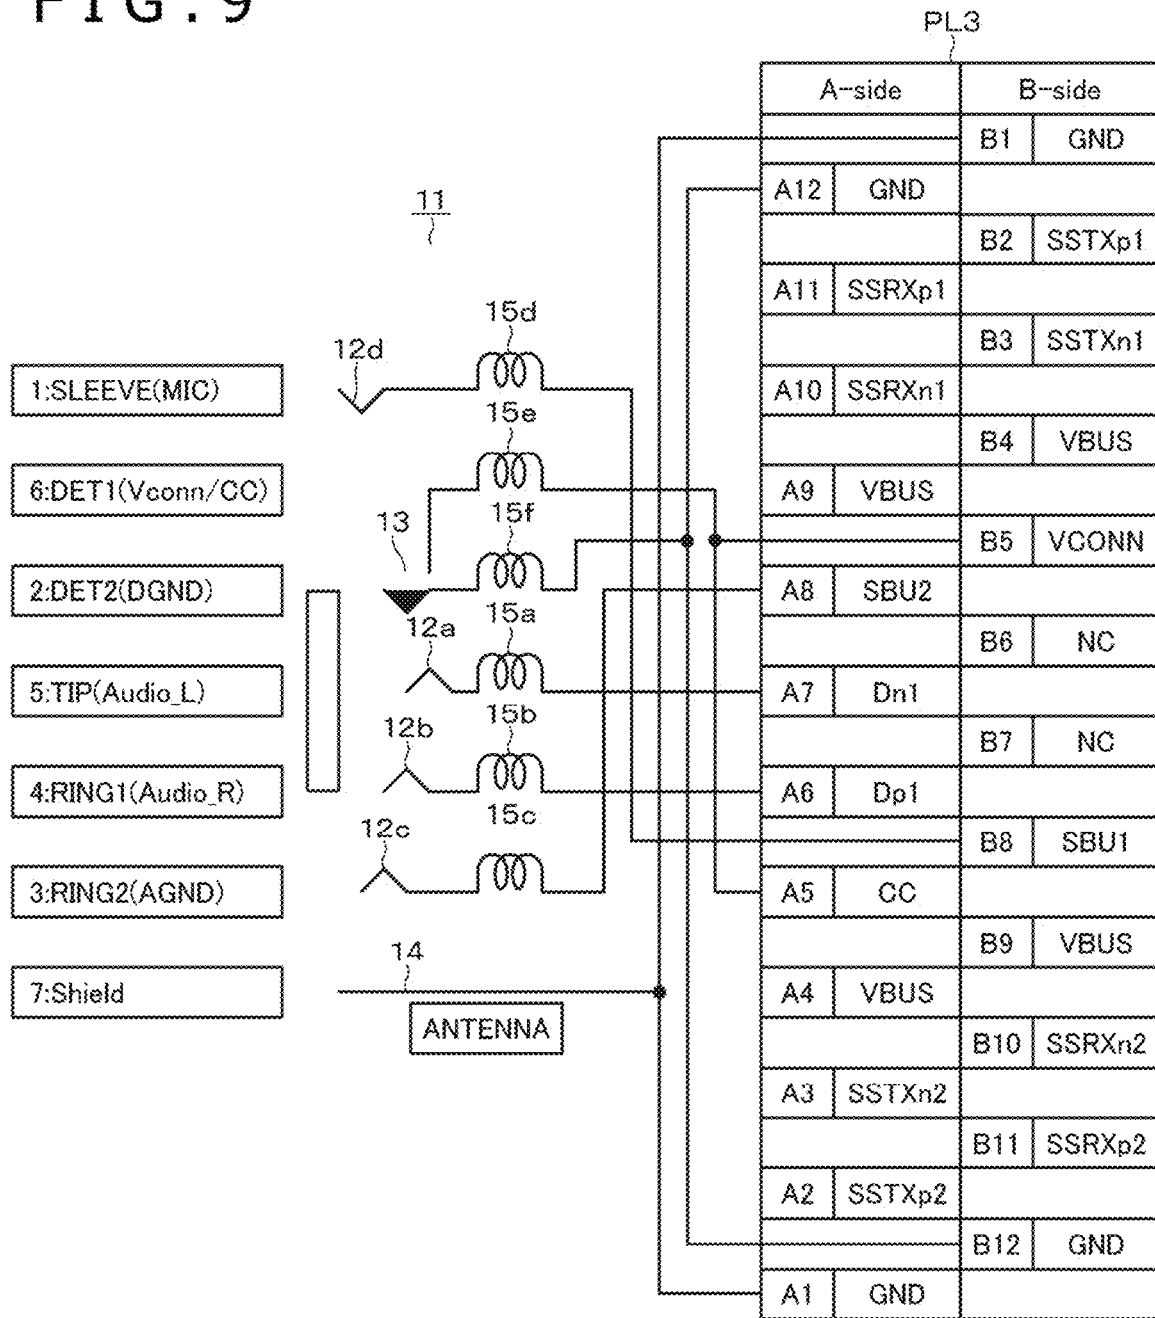 FIG.9
PL3
A-side B-side
B1 GND
A12 GND
11
B2 SSTXp1
A11 SSRXp1
15d
12d
B3 SSTXn1
1:SLEEVE(MIC)
A10 SSRXn1
15e
B4 VBUS
6:DET1(Vconn/CC)
A9 VBUS
13
15f
B5 VCONN
2:DET2(DGND)
A8 SBU2
12a
15a
B6 NC
5:TIP(Audio_L)
A7 Dn1
12b
15b
B7 NC
4:RING1(Audio_R)
A6 Dp1
12c
15c
B8 SBU1
3:RING2(AGND)
A5 CC
14
B9 VBUS
7:Shield
A4 VBUS
ANTENNA
B10 SSRXn2
A3 SSTXn2
B11 SSRXp2
A2 SSTXp2
B12 GND
A1 GND